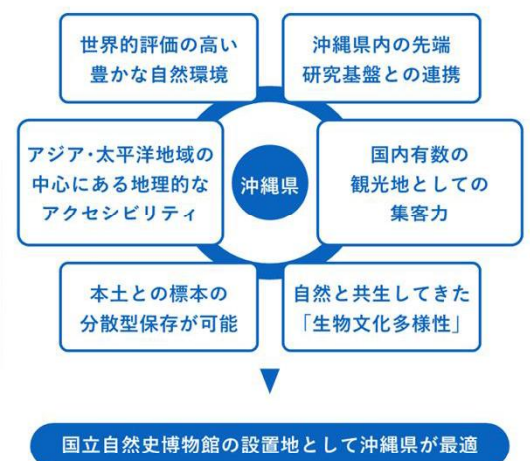 世界的評価の高い
豊かな自然環境
沖縄県内の先端
研究基盤との連携
アジア・太平洋地域の
中心にある地理的な
アクセシビリティ
沖縄県
国内有数の
観光地としての
集客力
本土との標本の
分散型保存が可能
自然と共生してきた
「生物文化多様性」
国立自然史博物館の設置地として沖縄県が最適